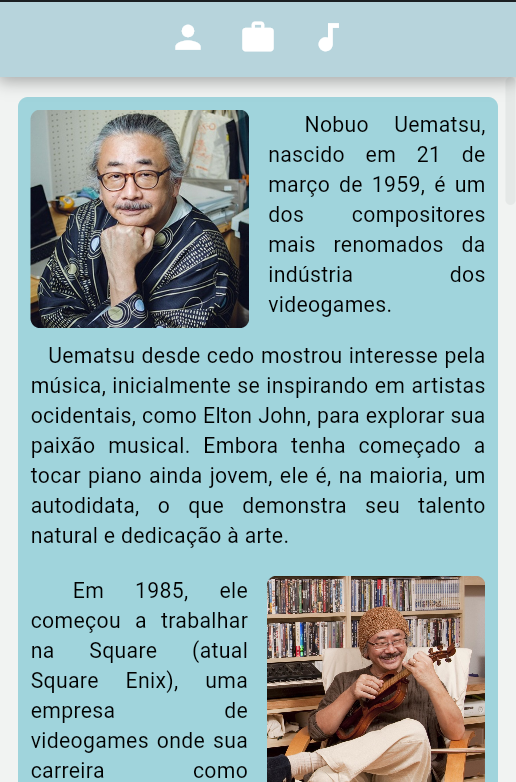 Nobuo Uematsu,
nascido em 21 de
março de 1959, é um
dos compositores
mais renomados da
indústria dos
videogames.
Uematsu desde cedo mostrou interesse pela
música, inicialmente se inspirando em artistas
ocidentais, como Elton John, para explorar sua
paixão musical. Embora tenha começado a
tocar piano ainda jovem, ele é, na maioria, um
autodidata, o que demonstra seu talento
natural e dedicação à arte.
Em 1985, ele
começou a trabalhar
na Square (atual
Square Enix), uma
empresa de
videogames onde sua
carreira como